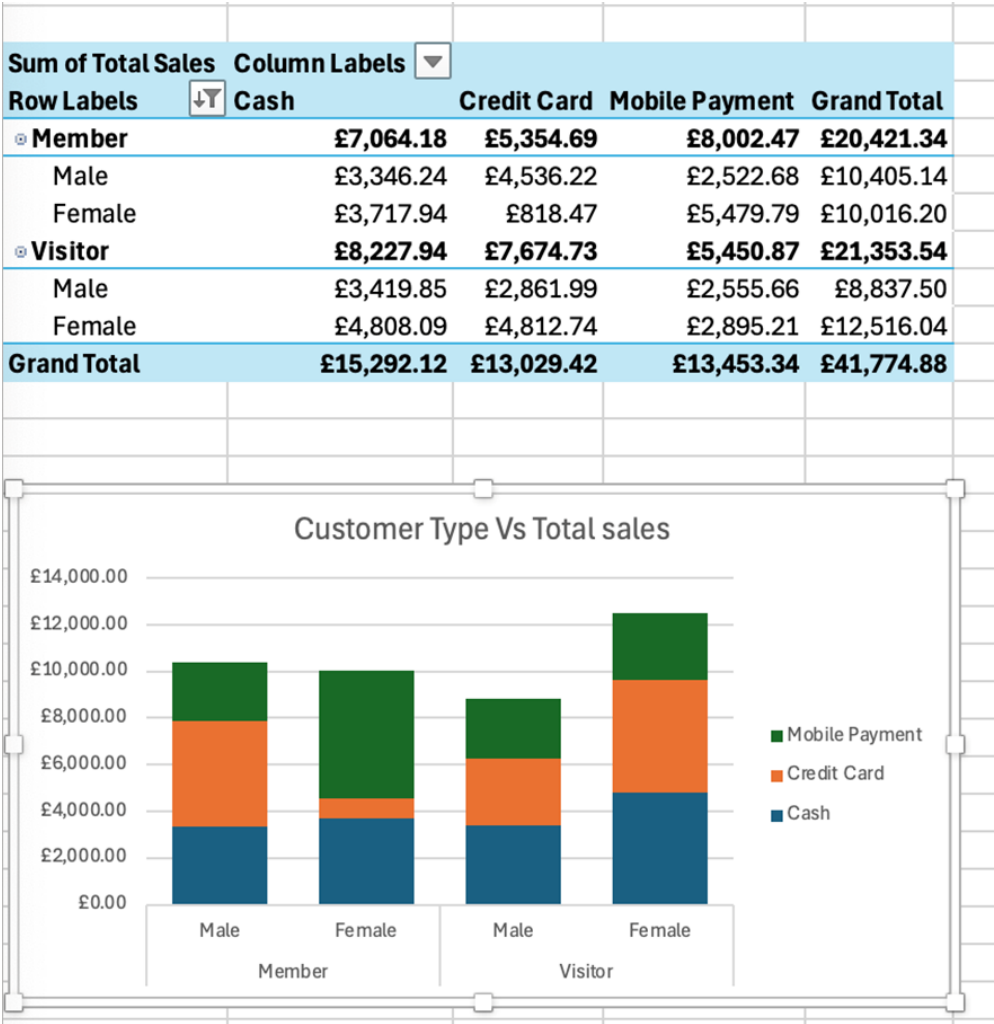 Sum of Total Sales Column Labels
Row Labels Cash Credit Card Mobile Payment Grand Total
Member £7,064.18 £5,354.69 £8,002.47 £20,421.34
Male £3,346.24 £4,536.22 £2,522.68 £10,405.14
Female £3,717.94 £818.47 £5,479.79 £10,016.20
Visitor £8,227.94 £7,674.73 £5,450.87 £21,353.54
Male £3,419.85 £2,861.99 £2,555.66 £8,837.50
Female £4,808.09 £4,812.74 £2,895.21 £12,516.04
Grand Total £15,292.12 £13,029.42 £13,453.34 £41,774.88
Customer Type Vs Total sales
£14,000.00
£12,000.00
£10,000.00
£8,000.00
£6,000.00
£4,000.00
£2,000.00
£0.00
Male Female Male Female
Member Visitor
Mobile Payment
Credit Card
Cash